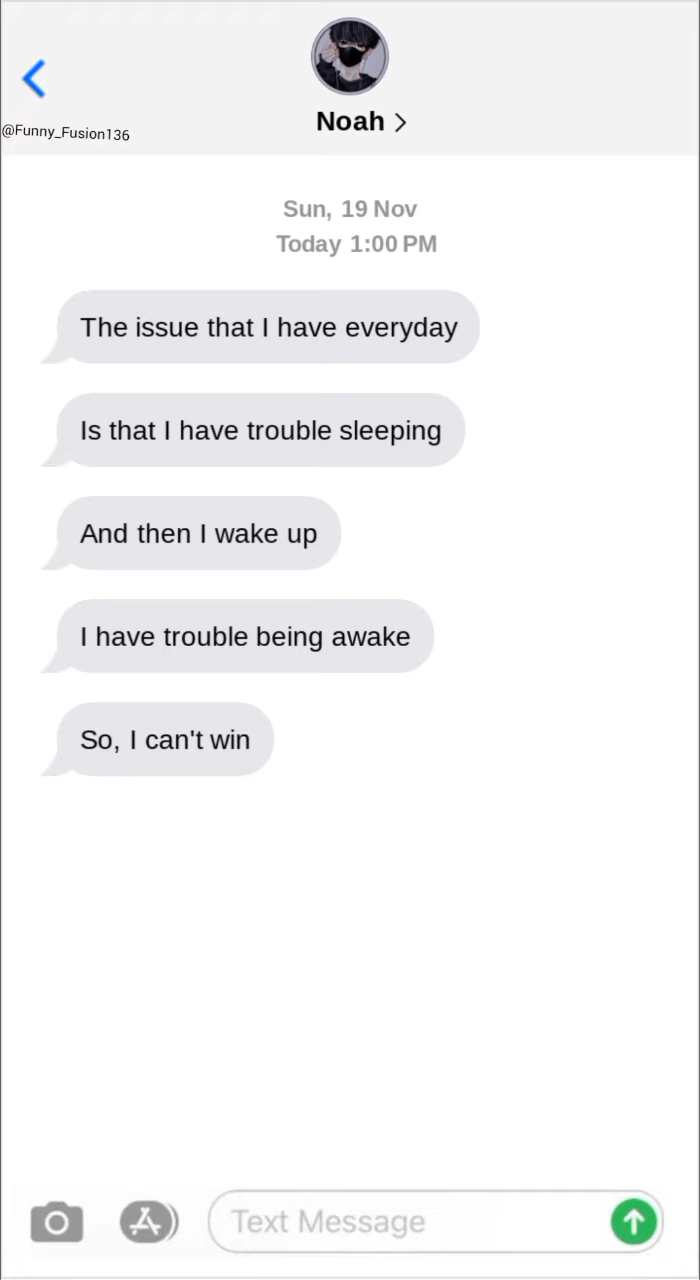 Noah
@Funny_Fusion136
Sun, 19 Nov
Today 1:00 PM
The issue that I have everyday
Is that I have trouble sleeping
And then I wake up
I have trouble being awake
So, I can't win
Text Message